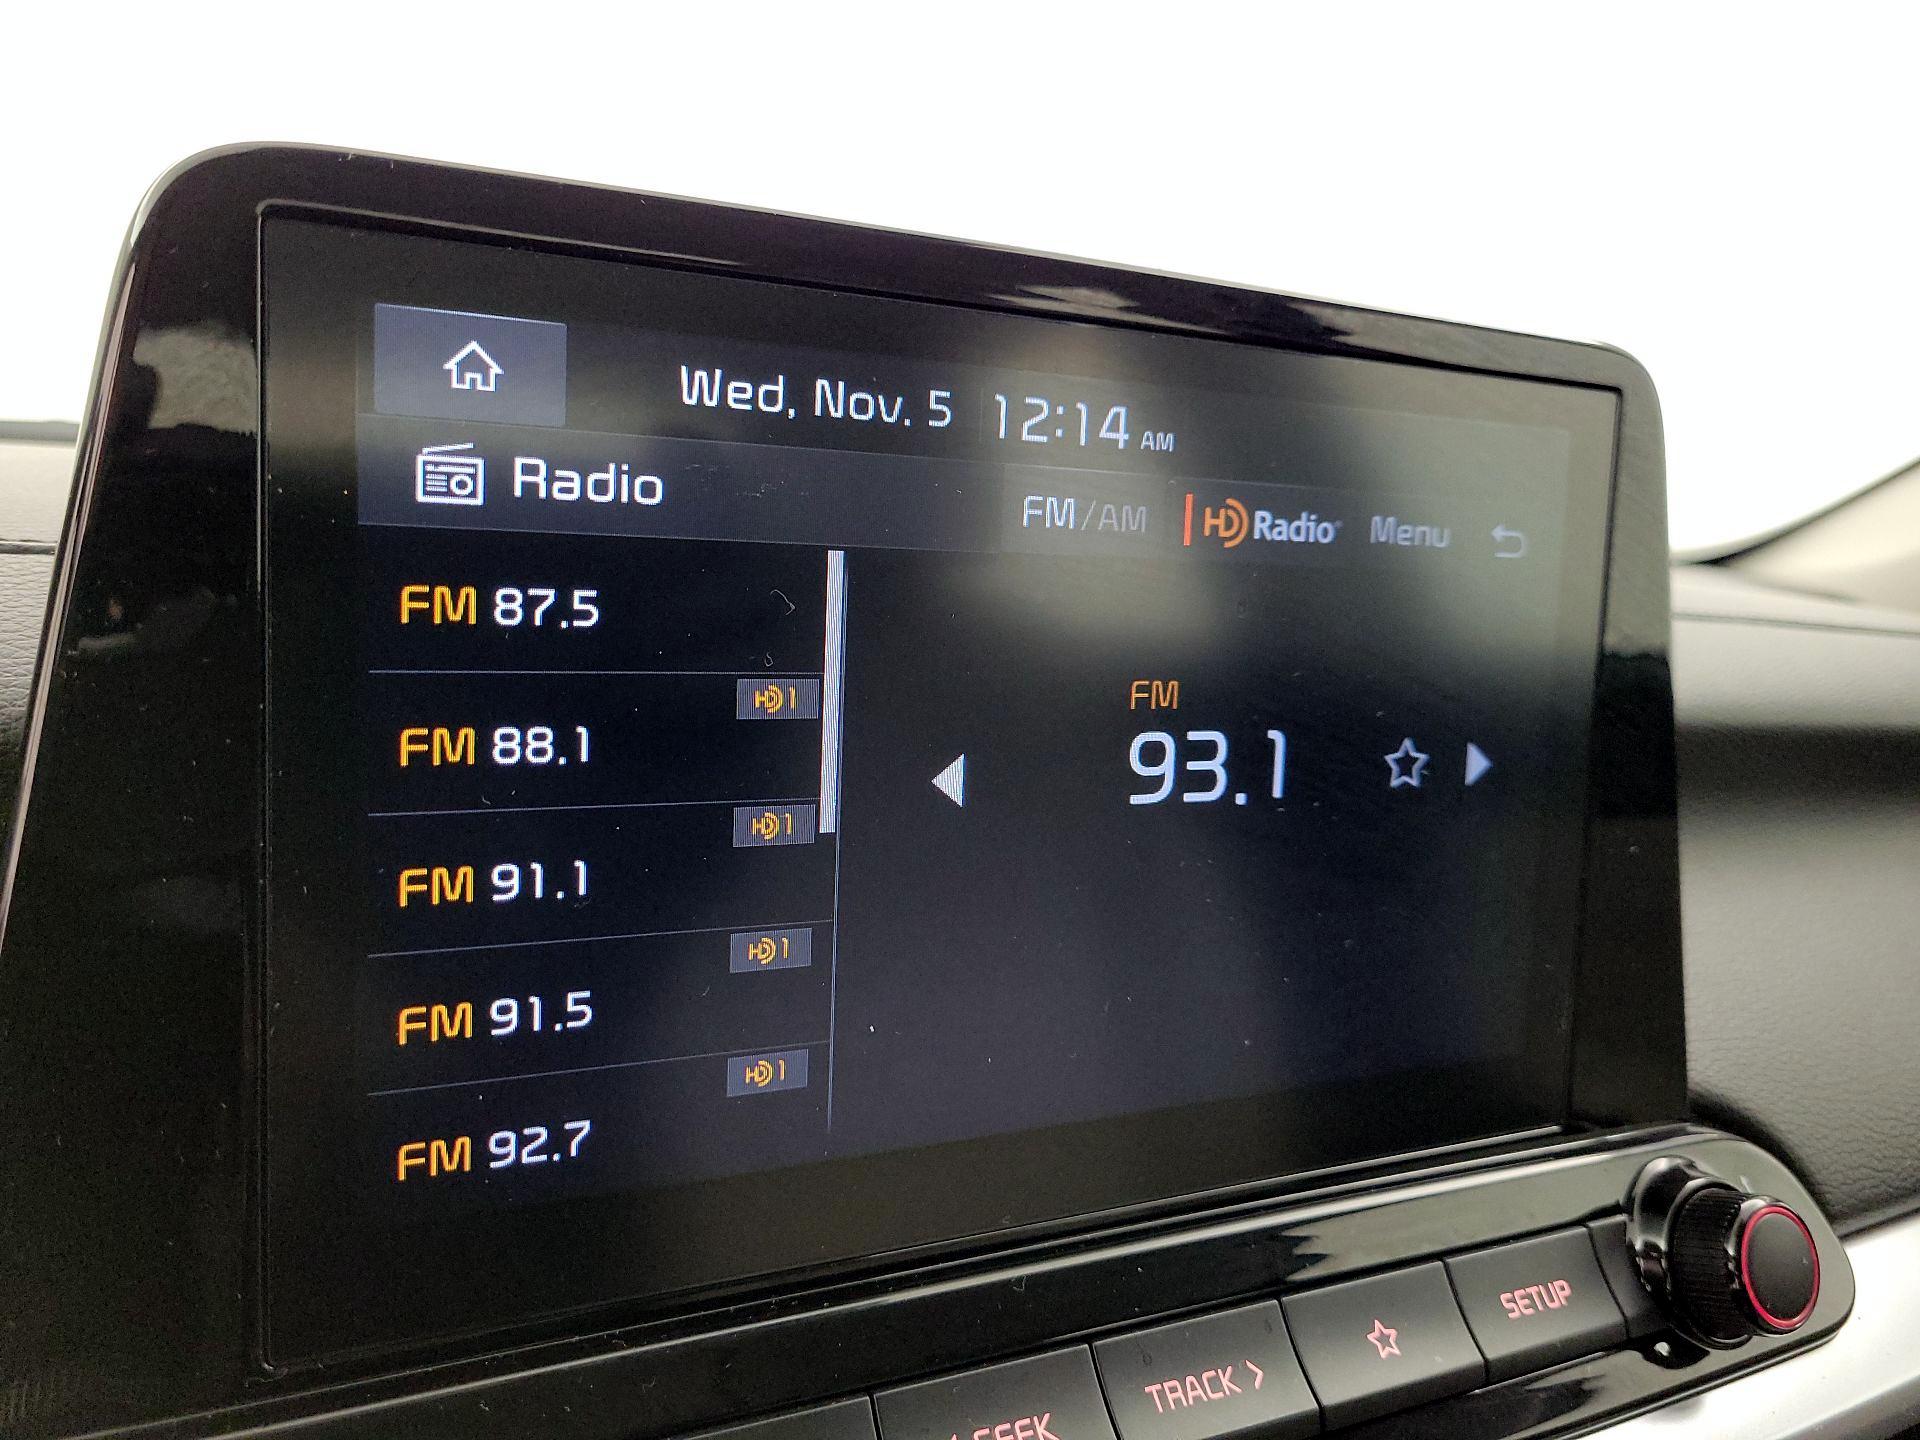 Wed, Nov. 5 12:14 AM
Radio
FM/AM HD Radio Menu
FM 87.5
HD 1
FM 88.1
HD 1
FM 91.1
HD 1
FM 91.5
HD 1
FM 92.7
FM
93.1
SEEK
TRACK >
SETUP